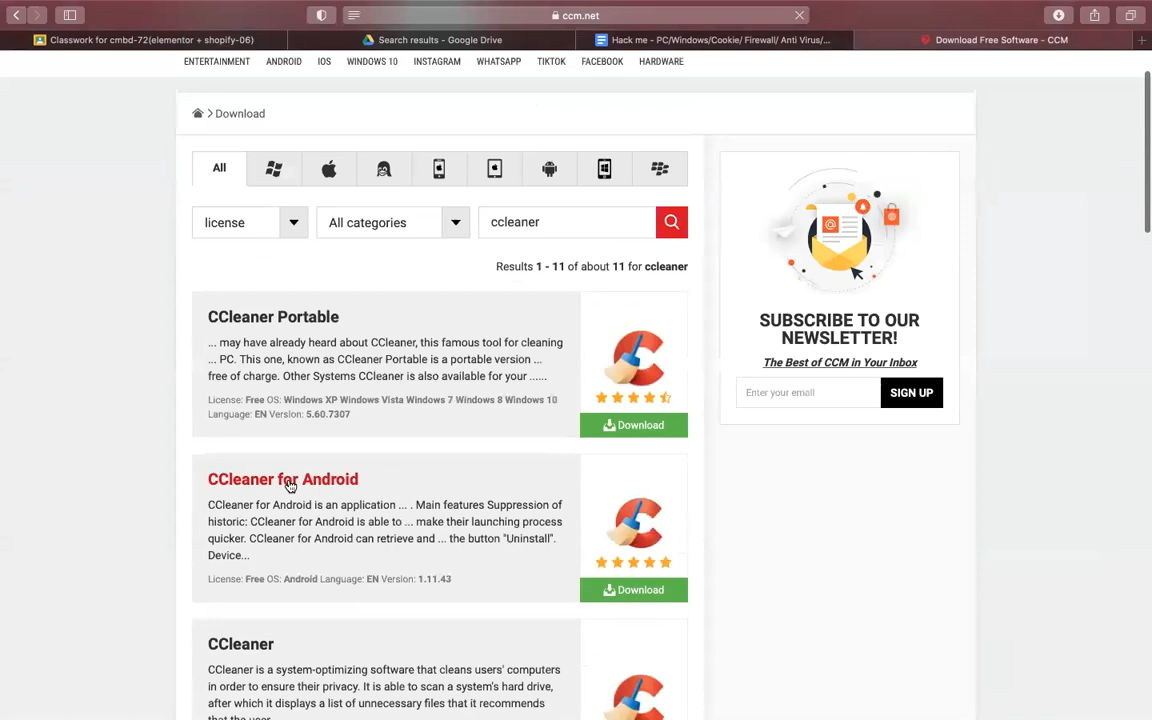 ccm.net
Classwork for cmbd-72(elementor + shopify-06)
Search results - Google Drive
Hack me - PC/Windows/Cookie/ Firewall/ Anti Virus/...
Download Free Software - CCM
ENTERTAINMENT ANDROID IOS WINDOWS 10 INSTAGRAM WHATSAPP TIKTOK FACEBOOK HARDWARE
Download
All
license
All categories
ccleaner
Results 1 - 11 of about 11 for ccleaner
CCleaner Portable
... may have already heard about CCleaner, this famous tool for cleaning
... PC. This one, known as CCleaner Portable is a portable version ...
free of charge. Other Systems CCleaner is also available for your ......
License: Free OS: Windows XP Windows Vista Windows 7 Windows 8 Windows 10
Language: EN Version: 5.60.7307
Download
CCleaner for Android
CCleaner for Android is an application ... . Main features Suppression of
historic: CCleaner for Android is able to ... make their launching process
quicker. CCleaner for Android can retrieve and ... the button "Uninstall".
Device...
License: Free OS: Android Language: EN Version: 1.11.43
Download
CCleaner
CCleaner is a system-optimizing software that cleans users' computers
in order to ensure their privacy. It is able to scan a system's hard drive,
after which it displays a list of unnecessary files that it recommends
that the user
SUBSCRIBE TO OUR
NEWSLETTER!
The Best of CCM in Your Inbox
Enter your email
SIGN UP